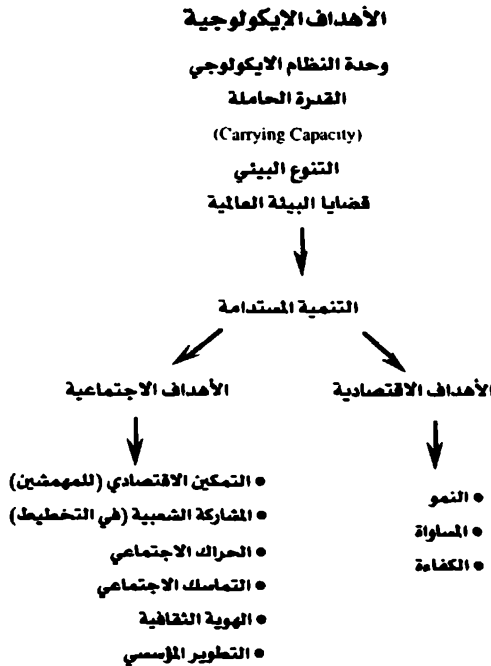 الأهداف الإيكولوجية
وحدة النظام الايكولوجي
القدرة الحاملة
(Carrying Capacity)
التنوع البيئي
قضايا البيئة العالمية
التنمية المستدامة
الأهداف الاقتصادية
• النمو
• المساواة
• الكفاءة
الأهداف الاجتماعية
• التمكين الاقتصادي (للمهمشين)
• المشاركة الشعبية (في التخطيط)
• الحراك الاجتماعي
• التماسك الاجتماعي
• الهوية الثقافية
• التطوير المؤسسي